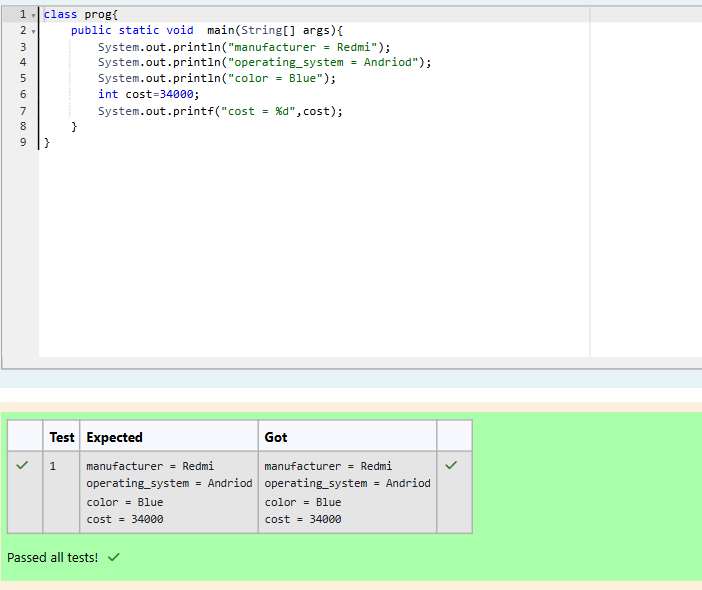 1 class prog{
2     public static void  main(String[] args){
3         System.out.println("manufacturer = Redmi");
4         System.out.println("operating_system = Andriod");
5         System.out.println("color = Blue");
6         int cost=34000;
7         System.out.printf("cost = %d",cost);
8     }
9 }
Test Expected Got
1 manufacturer = Redmi manufacturer = Redmi
operating_system = Andriod operating_system = Andriod
color = Blue color = Blue
cost = 34000 cost = 34000
Passed all tests!